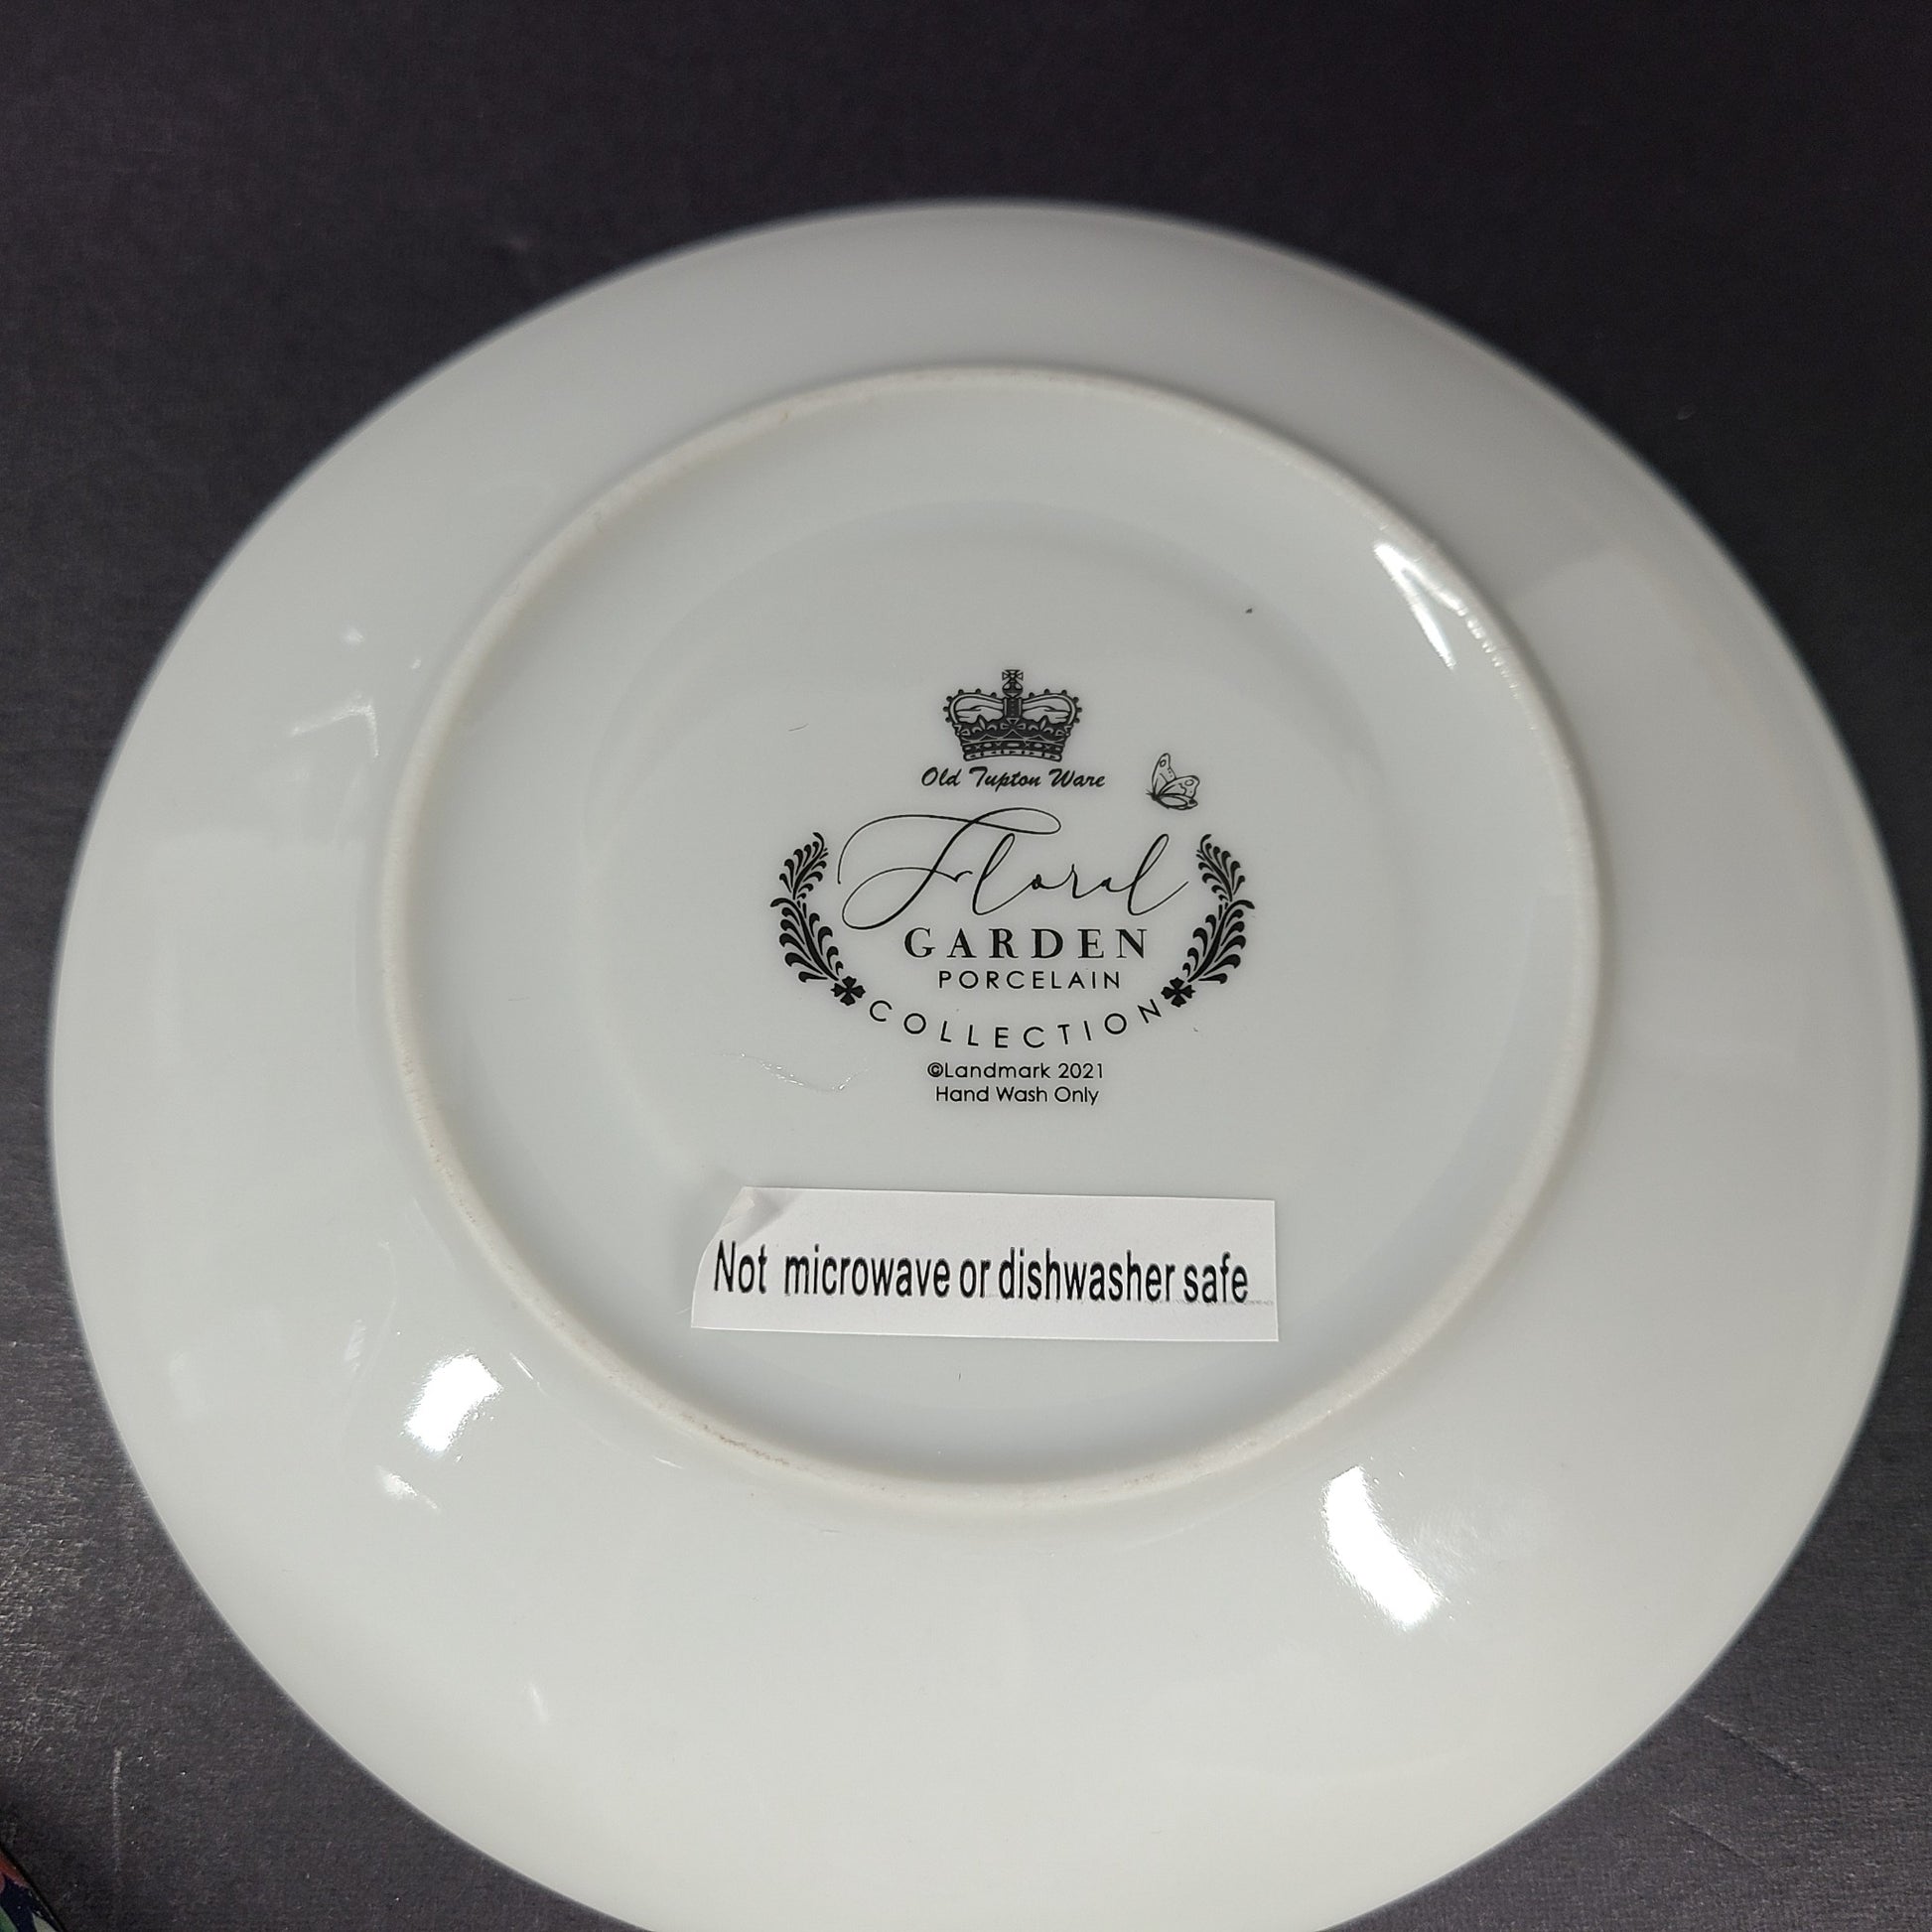 Old Tupton Ware
Floral
GARDEN
PORCELAIN
COLLECTION
©Landmark 2021
Hand Wash Only
Not microwave or dishwasher safe